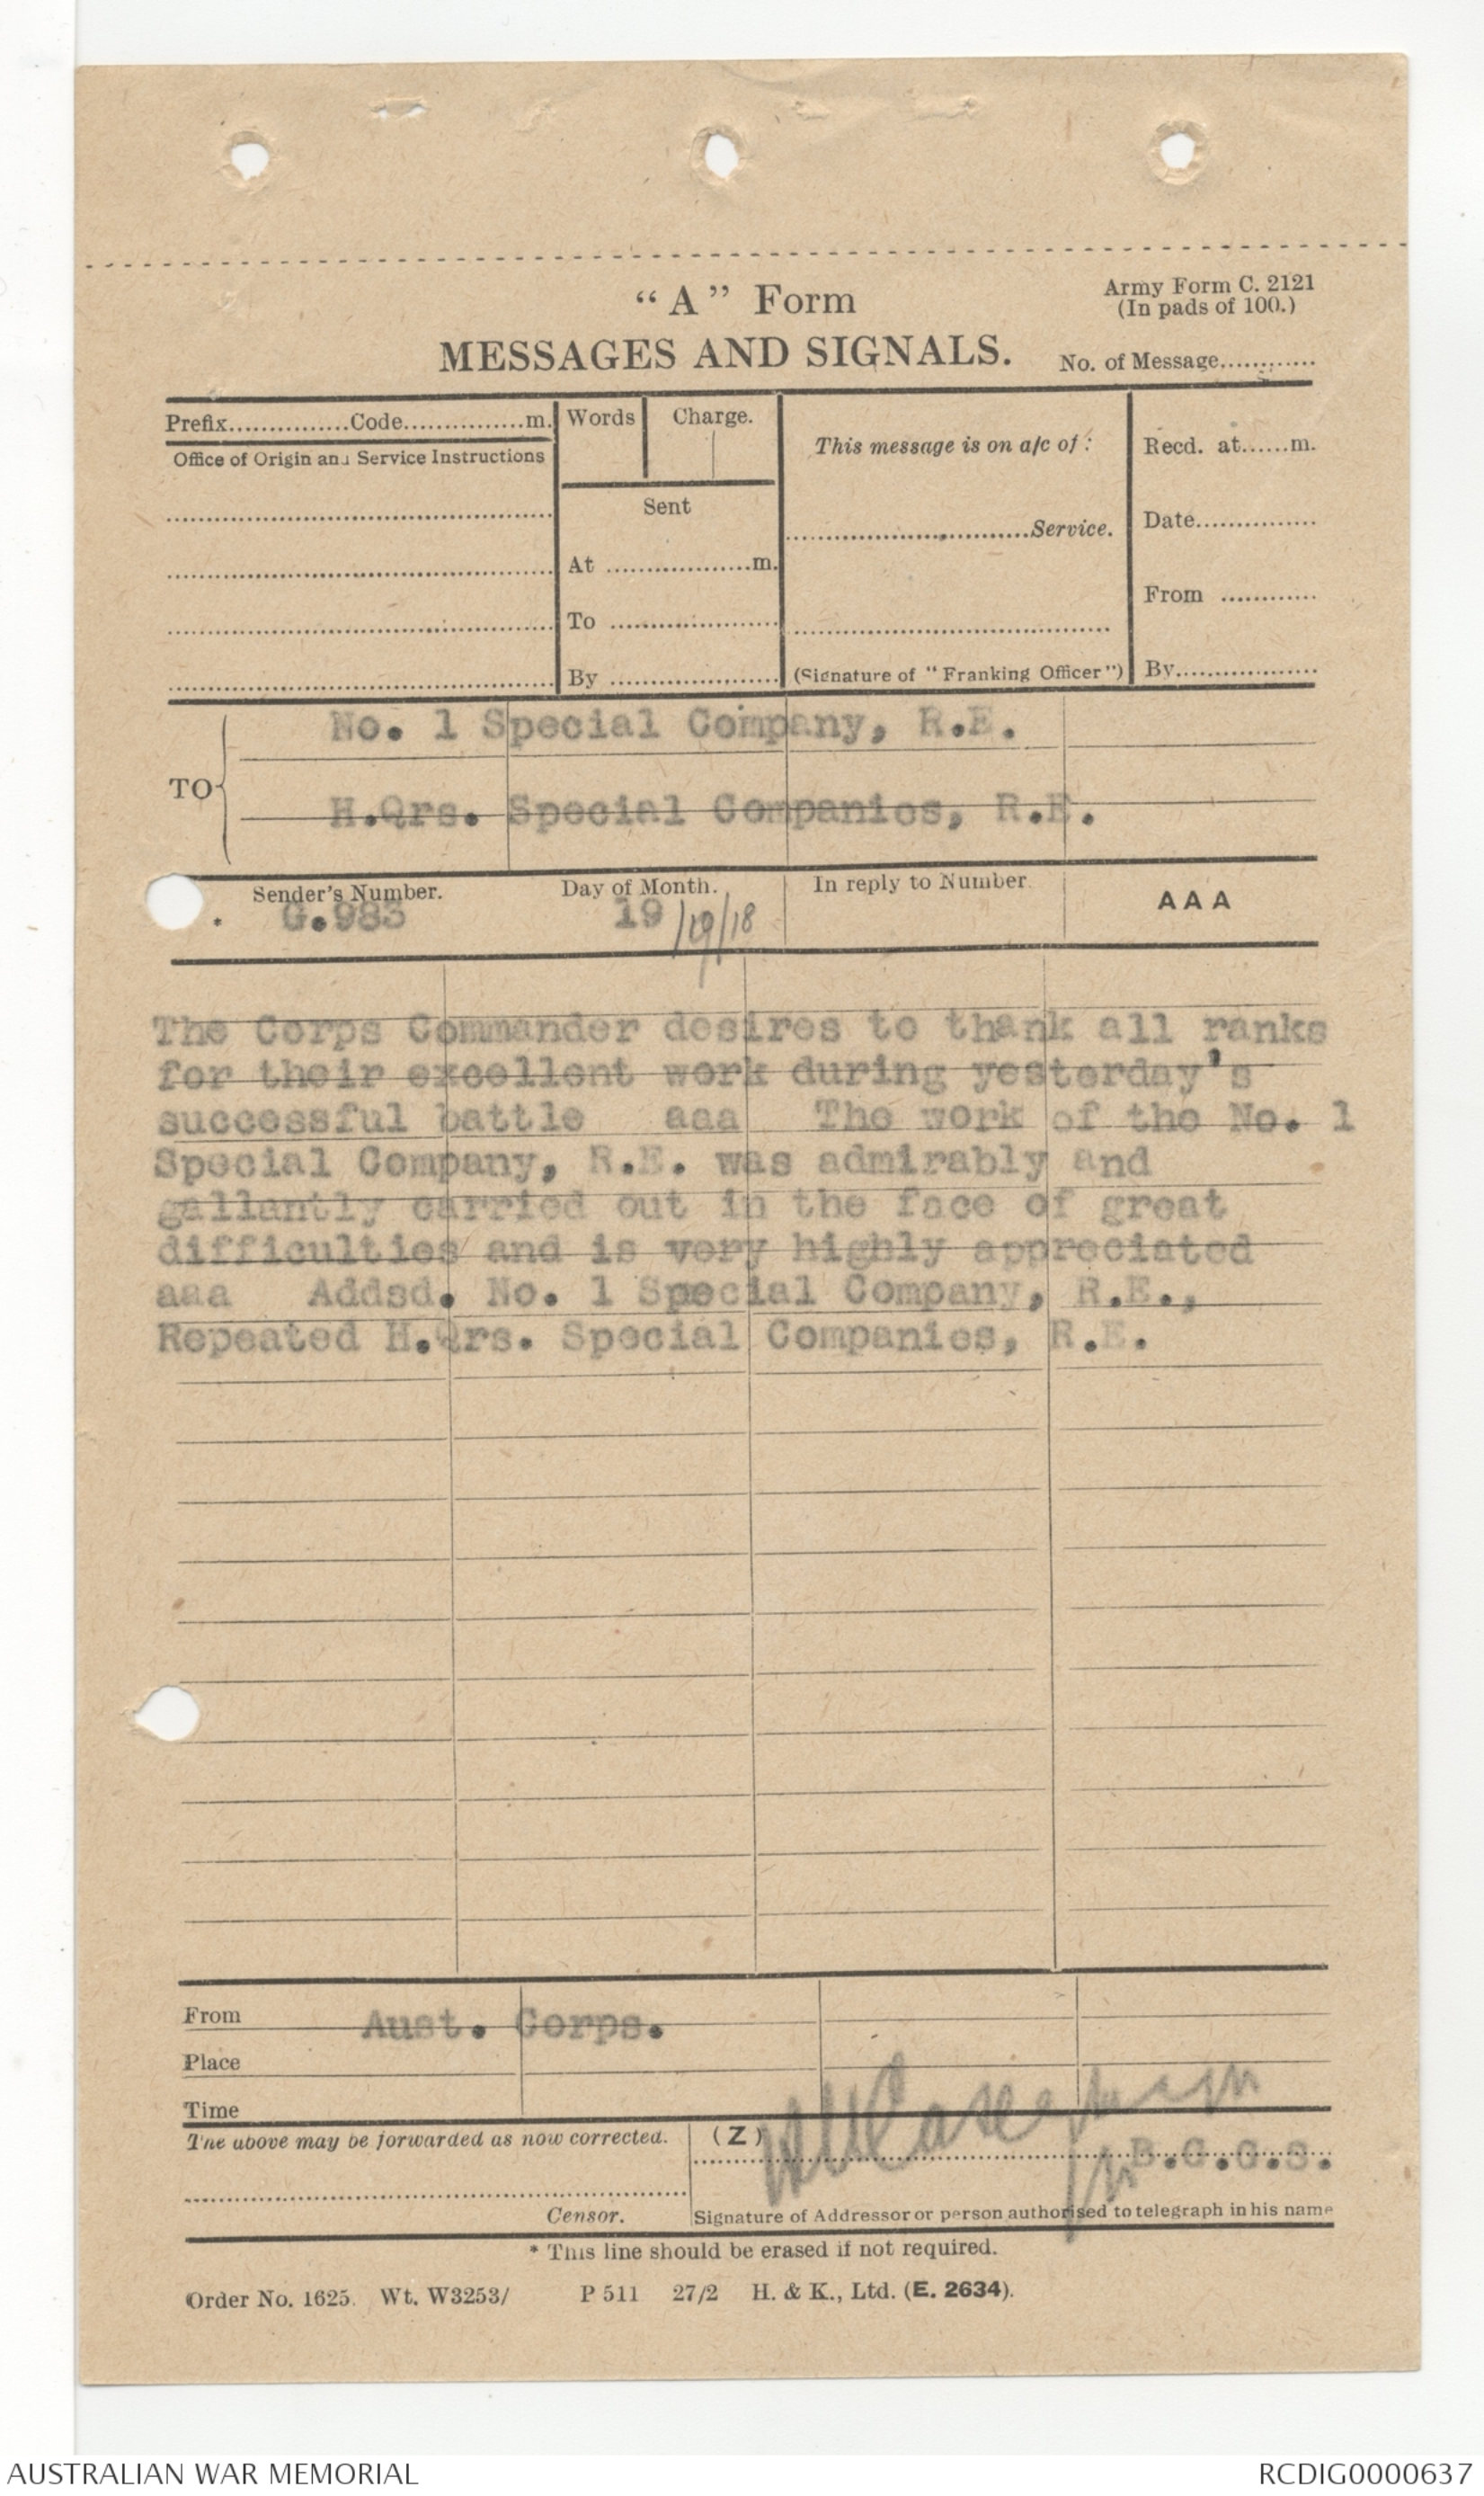 "A" Form
Army Form C. 2121
(In pads of 100.)
MESSAGES AND SIGNALS.
No. of Message............
Prefix...............Code...............m.
Words
Charge.
This message is on a/c of :
Recd. at......m.
Office of Origin and Service Instructions
Sent
..............................Service.
Date...............
At ..................m.
From ............
To .....................
By .....................
(Signature of "Franking Officer")
By..................
TO
No. 1 Special Company, R.E.
H.Qrs. Special Companies, R.E.
Sender's Number.
Day of Month.
In reply to Number.
AAA
* G.983
19
The Corps Commander desires to thank all ranks
for their excellent work during yesterday's
successful battle aaa The work of the No. 1
Special Company, R.E. was admirably and
gallantly carried out in the face of great
difficulties and is very highly appreciated
aaa Addsd. No. 1 Special Company, R.E.,
Repeated H.Qrs. Special Companies, R.E.
From Aust. Corps.
Place
Time
The above may be forwarded as now corrected.
(Z)
B.G.G.S.
Censor.
Signature of Addressor or person authorised to telegraph in his name
* This line should be erased if not required.
Order No. 1625. Wt. W3253/ P 511 27/2 H. & K., Ltd. (E. 2634).
AUSTRALIAN WAR MEMORIAL
RCDIG0000637